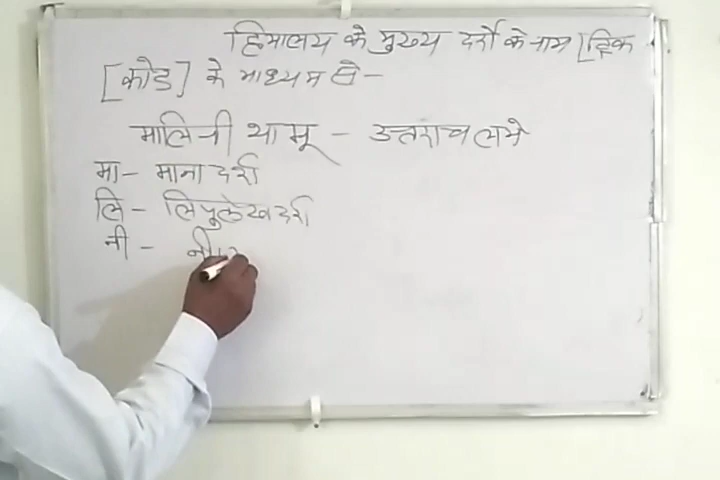 हिमालय के मुख्य दर्रो के नाम [ट्रिक
[कोड] के माध्यम से -
मालिनी था मू - उत्तराचल मे
मा - माना दर्रा
लि - लिपुलेख दर्रा
नी - नी